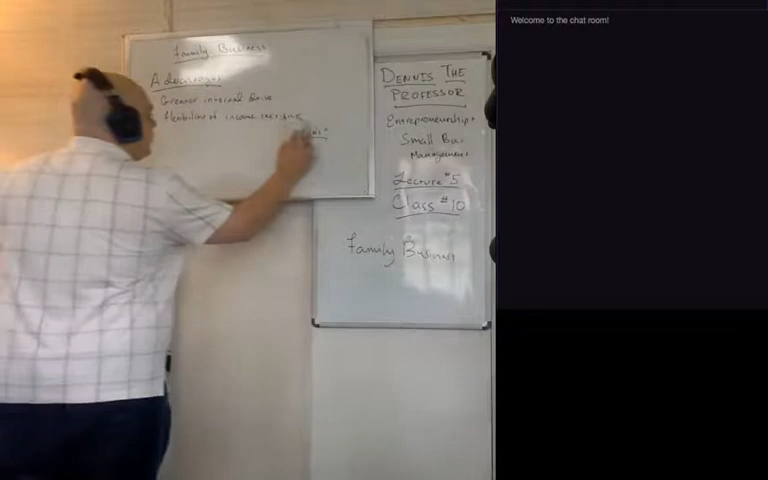 Family Business
Advantages
Greater internal drive
flexibility of income
DENNIS THE
PROFESSOR
Entrepreneurship +
Small Bus.
Management
Lecture #5
Class #10
Family Business
Welcome to the chat room!